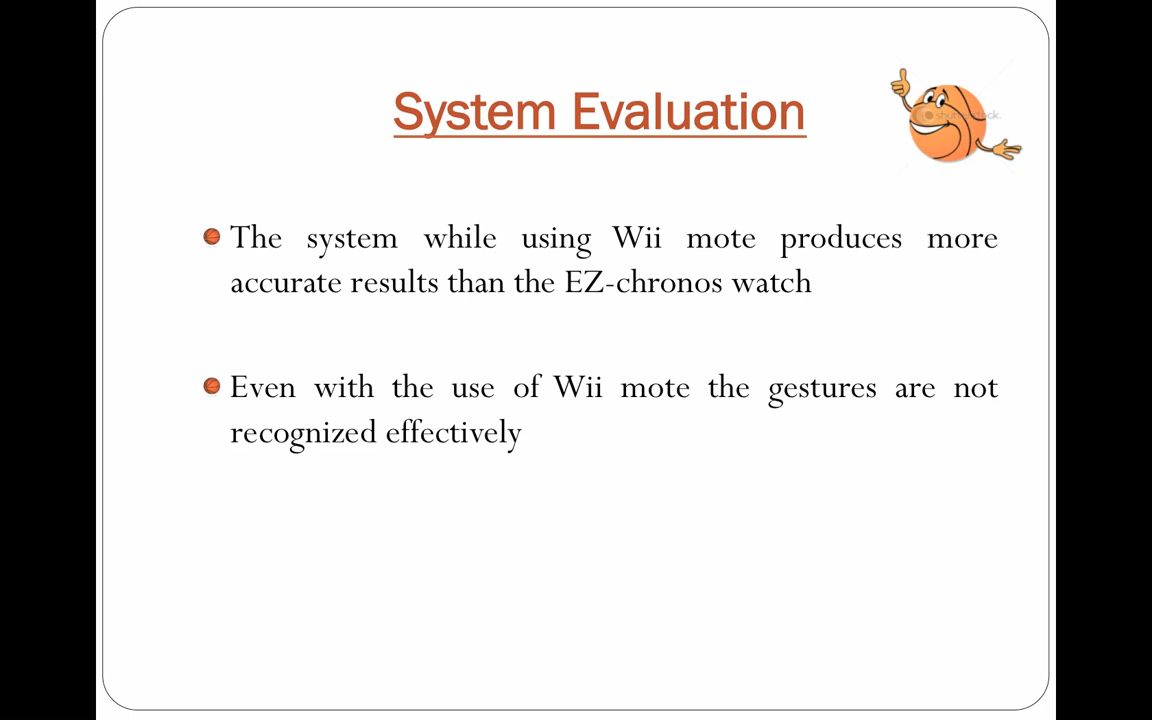 System Evaluation
The system while using Wii mote produces more
accurate results than the EZ-chronos watch
Even with the use of Wii mote the gestures are not
recognized effectively